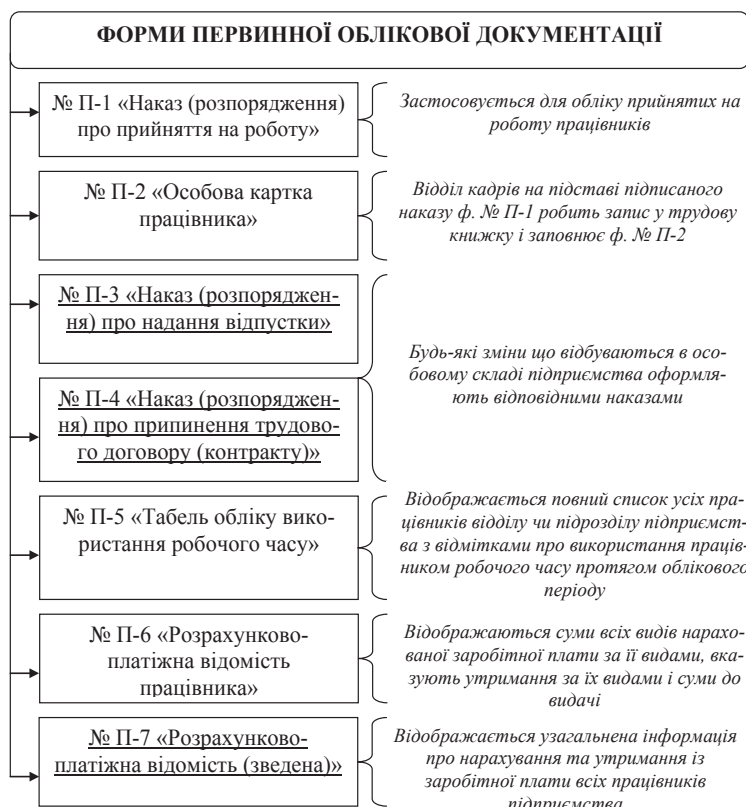 ФОРМИ ПЕРВИННОЇ ОБЛІКОВОЇ ДОКУМЕНТАЦІЇ
№ П-1 «Наказ (розпорядження)
про прийняття на роботу»
Застосовується для обліку прийнятих на
роботу працівників
№ П-2 «Особова картка
працівника»
Відділ кадрів на підставі підписаного
наказу ф. № П-1 робить запис у трудову
книжку і заповнює ф. № П-2
№ П-3 «Наказ (розпоряджен-
ня) про надання відпустки»
№ П-4 «Наказ (розпоряджен-
ня) про припинення трудово-
го договору (контракту)»
Будь-які зміни що відбуваються в осо-
бовому складі підприємства оформля-
ють відповідними наказами
№ П-5 «Табель обліку вико-
ристання робочого часу»
Відображається повний список усіх пра-
цівників відділу чи підрозділу підприємст-
ва з відмітками про використання праців-
ником робочого часу протягом облікового
періоду
№ П-6 «Розрахунково-
платіжна відомість
працівника»
Відображаються суми всіх видів нарахо-
ваної заробітної плати за її видами, вка-
зують утримання за їх видами і суми до
видачі
№ П-7 «Розрахунково-
платіжна відомість (зведена)»
Відображається узагальнена інформація
про нарахування та утримання із
заробітної плати всіх працівників
підприємства